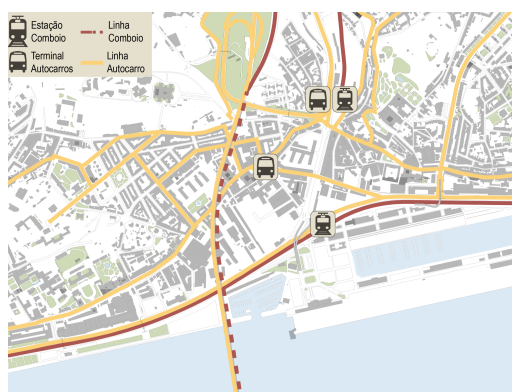 Estação
Comboio
Linha
Comboio
Terminal
Autocarros
Linha
Autocarro